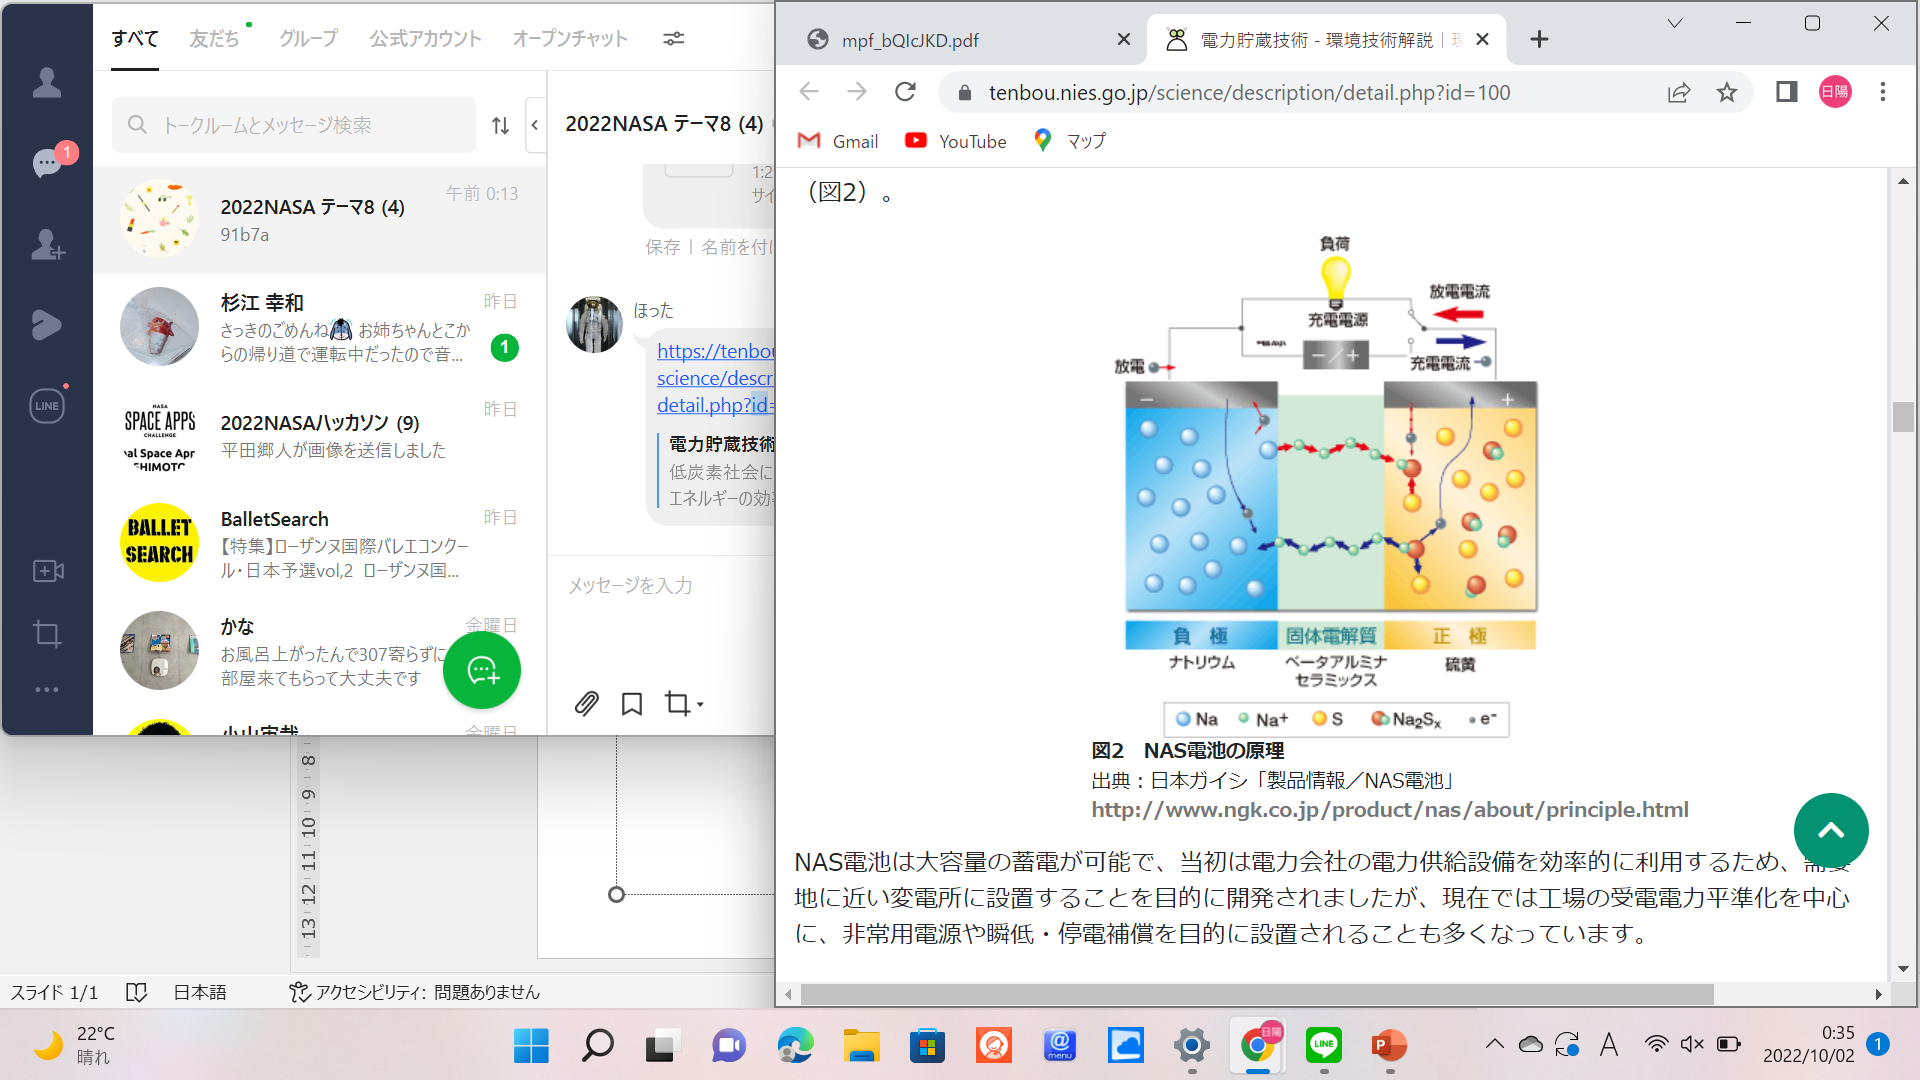 すべて
友だち
グループ
公式アカウント
オープンチャット
トークルームとメッセージ検索
1
2022NASA テーマ8 (4)
午前 0:13
91b7a
杉江 幸和
昨日
さっきのごめんね お姉ちゃんとこか
らの帰り道で運転中だったので音...
1
LINE
NASA
SPACE APPS
CHALLENGE
2022NASAハッカソン (9)
昨日
平田郷人が画像を送信しました
BALLET
SEARCH
BalletSearch
昨日
【特集】ローザンヌ国際バレエコンクー
ル・日本予選vol,2 ローザンヌ国...
かな
金曜日
お風呂上がったんで307寄らずに
部屋来てもらって大丈夫です
金曜日
2022NASA テーマ8 (4)
保存
ほった
https://tenbou
science/descr
detail.php?id=
電力貯蔵技術
低炭素社会に
エネルギーの効
メッセージを入力
8
9
10
11
12
13
スライド 1/1
日本語
アクセシビリティ: 問題ありません
mpf_bQIcJKD.pdf
電力貯蔵技術 - 環境技術解説 |
tenbou.nies.go.jp/science/description/detail.php?id=100
日陽
Gmail
YouTube
マップ
（図2）。
負荷
放電電流
充電電源
充電電流
放電
− / +
−
+
負 極
固体電解質
正 極
ナトリウム
ベータアルミナ
セラミックス
硫黄
Na
Na+
S
Na2Sx
e-
図2 NAS電池の原理
出典：日本ガイシ「製品情報／NAS電池」
http://www.ngk.co.jp/product/nas/about/principle.html
NAS電池は大容量の蓄電が可能で、当初は電力会社の電力供給設備を効率的に利用するため、需要
地に近い変電所に設置することを目的に開発されましたが、現在では工場の受電電力平準化を中心
に、非常用電源や瞬低・停電補償を目的に設置されることも多くなっています。
22°C
晴れ
@
menu
日陽
LINE
P
A
0:35
2022/10/02
1